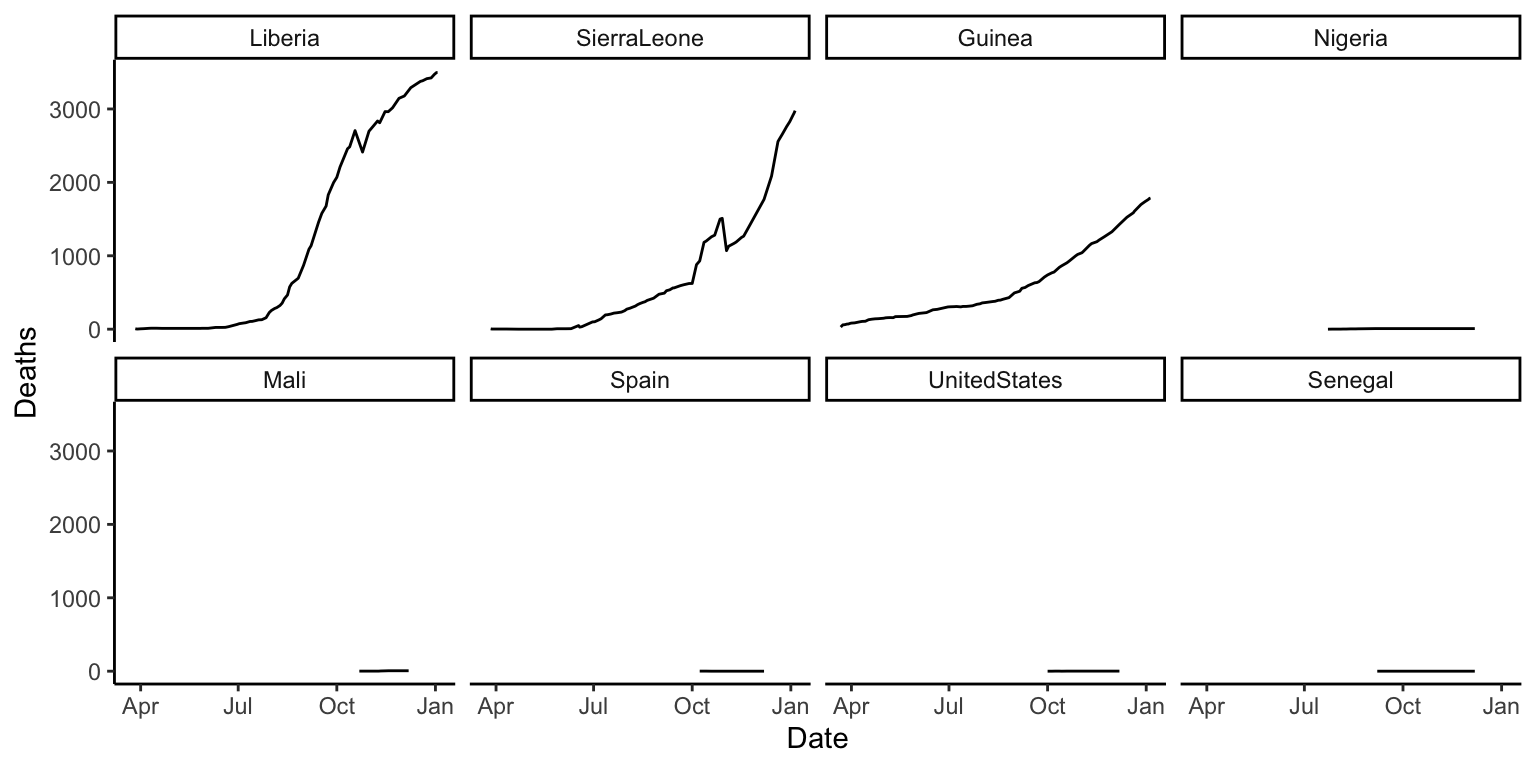 Liberia SierraLeone Guinea Nigeria
3000
2000
1000
0
Deaths
Mali Spain UnitedStates Senegal
3000
2000
1000
0
Apr Jul Oct Jan Apr Jul Oct Jan Apr Jul Oct Jan Apr Jul Oct Jan
Date